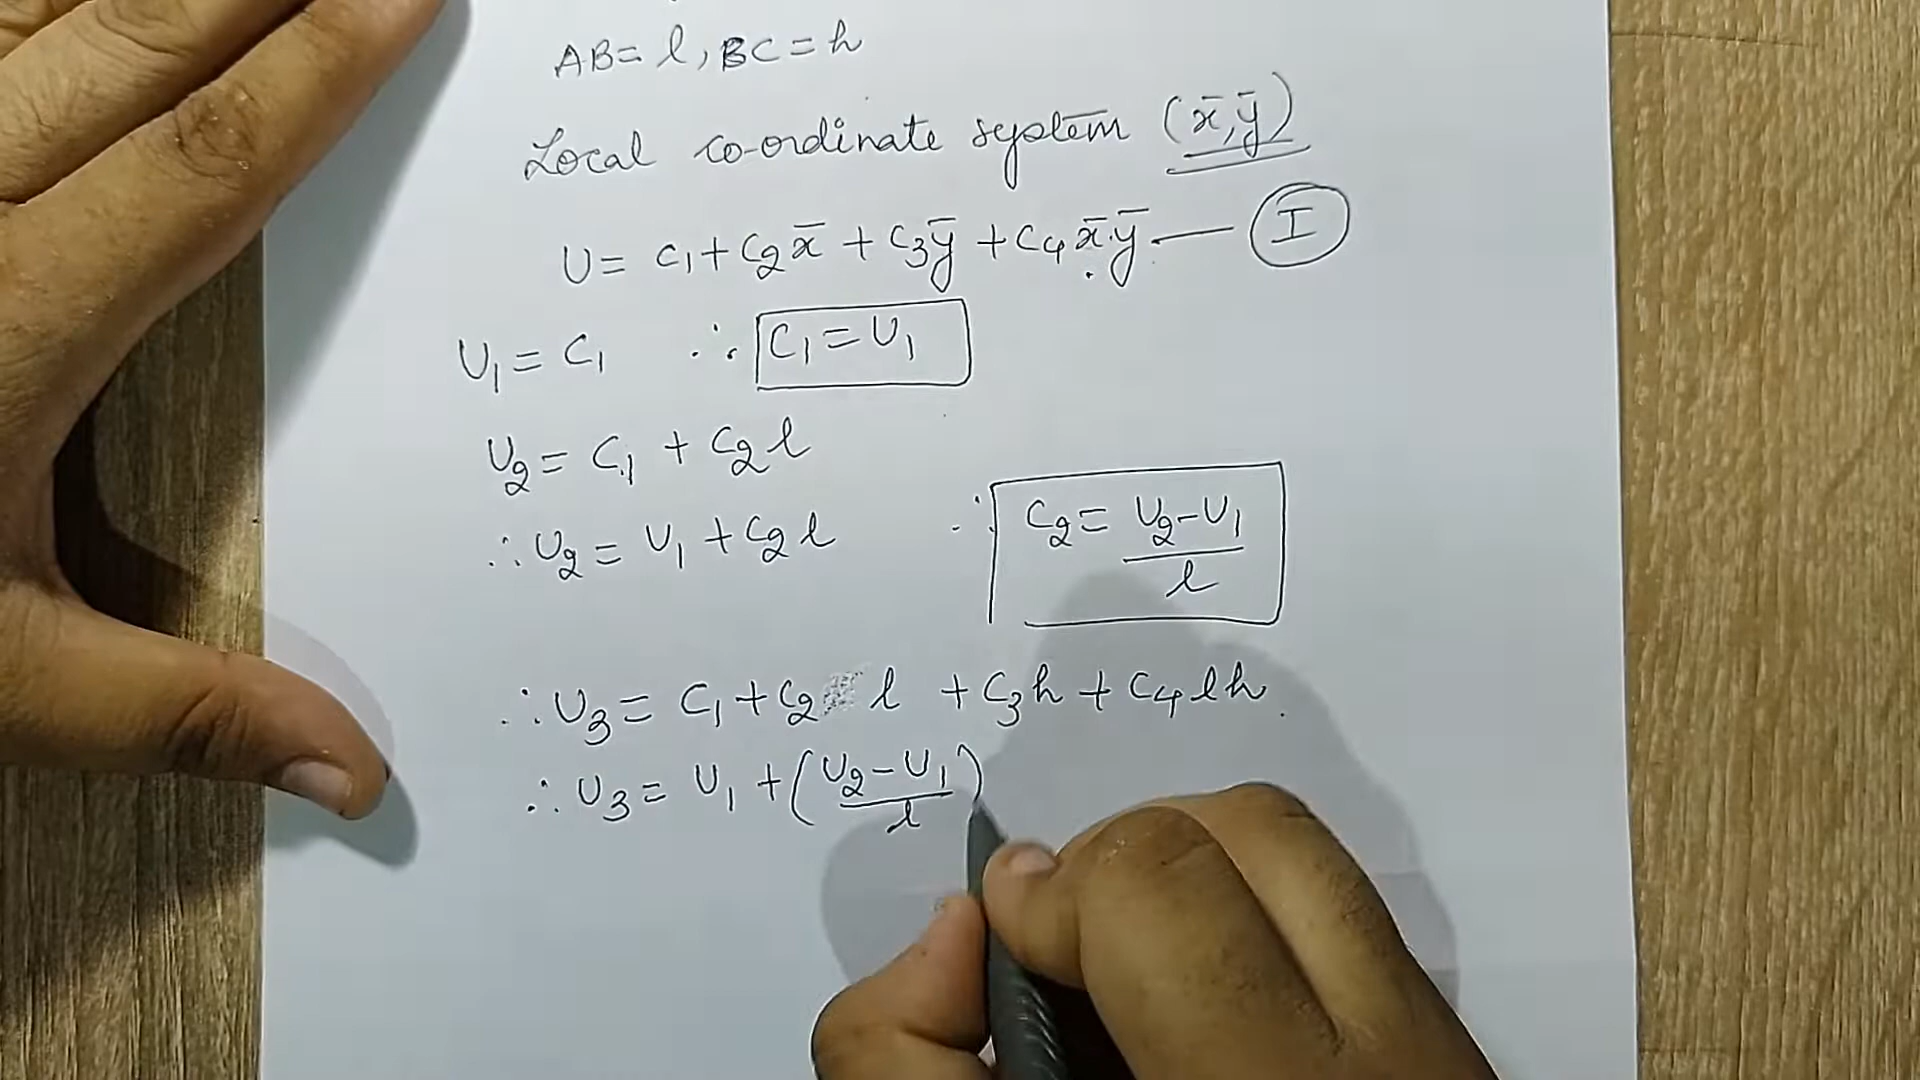 AB = l, BC = h
Local co-ordinate system (x̄, ȳ)
U = C₁ + C₂x̄ + C₃ȳ + C₄x̄.ȳ — I
U₁ = C₁ ∴ C₁ = U₁
U₂ = C₁ + C₂l
∴ U₂ = U₁ + C₂l ∴ C₂ = (U₂ - U₁)/l
∴ U₃ = C₁ + C₂ l + C₃h + C₄lh.
∴ U₃ = U₁ + ((U₂ - U₁)/l)